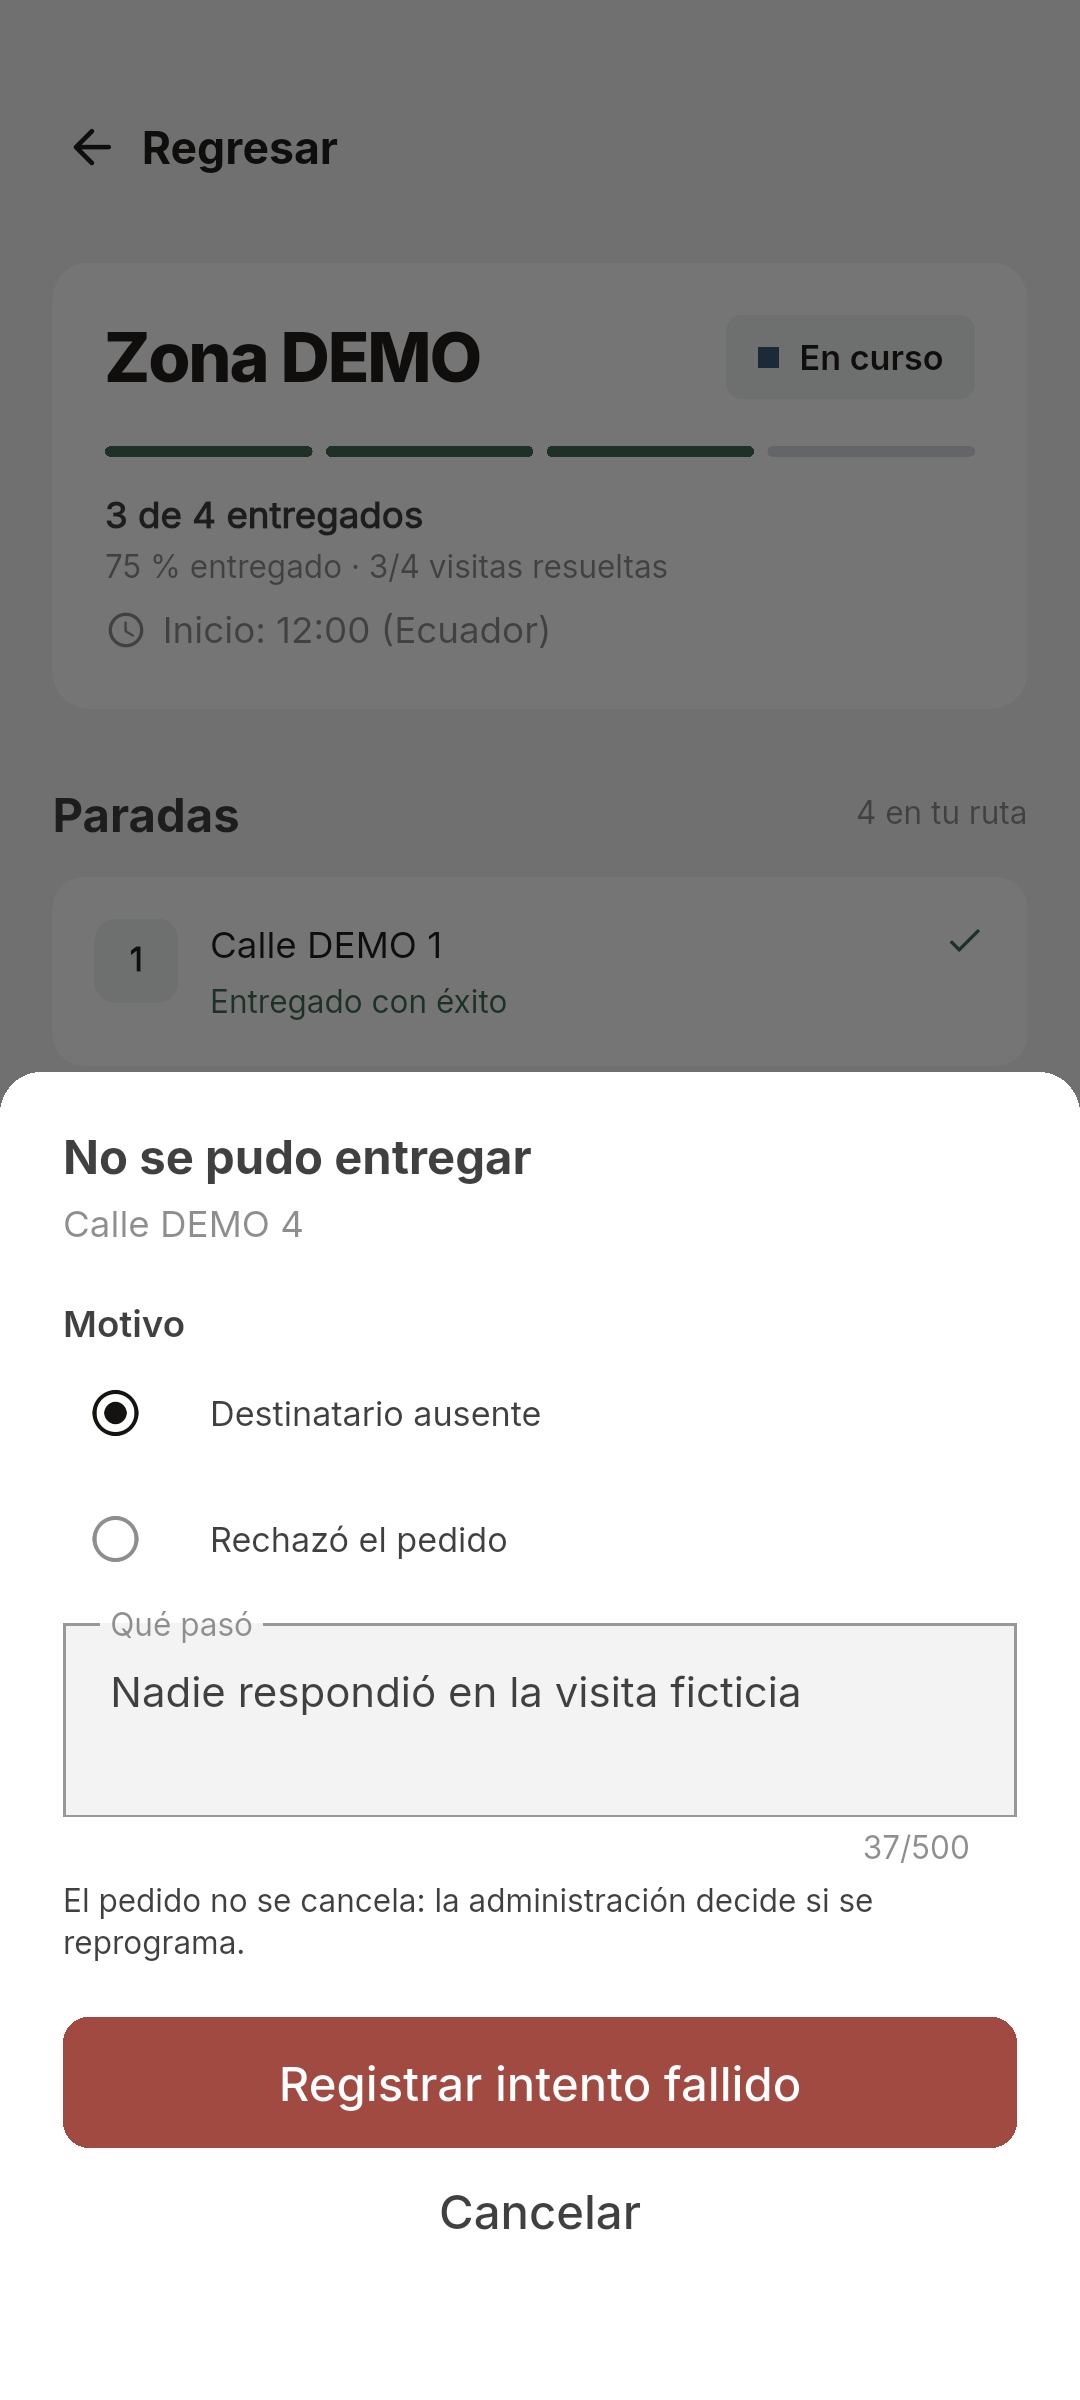 Regresar
Zona DEMO
En curso
3 de 4 entregados
75 % entregado · 3/4 visitas resueltas
Inicio: 12:00 (Ecuador)
Paradas
4 en tu ruta
1
Calle DEMO 1
Entregado con éxito
No se pudo entregar
Calle DEMO 4
Motivo
Destinatario ausente
Rechazó el pedido
Qué pasó
Nadie respondió en la visita ficticia
37/500
El pedido no se cancela: la administración decide si se
reprograma.
Registrar intento fallido
Cancelar